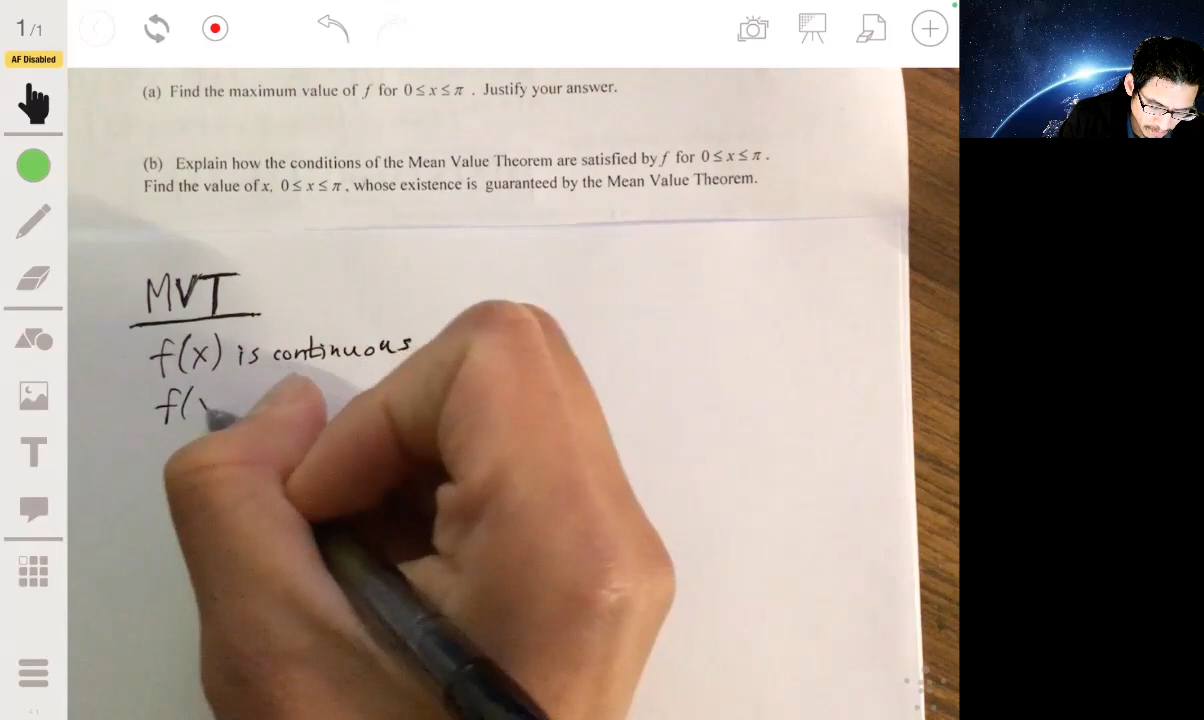 1/1
AF Disabled
(a) Find the maximum value of f for 0≤x≤π . Justify your answer.
(b) Explain how the conditions of the Mean Value Theorem are satisfied by f for 0≤x≤π .
Find the value of x, 0≤x≤π , whose existence is guaranteed by the Mean Value Theorem.
MVT
f(x) is continuous
f(
T